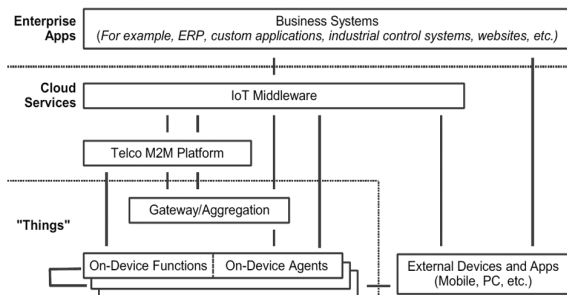 Enterprise
Apps
Business Systems
(For example, ERP, custom applications, industrial control systems, websites, etc.)
Cloud
Services
IoT Middleware
Telco M2M Platform
"Things"
Gateway/Aggregation
On-Device Functions
On-Device Agents
External Devices and Apps
(Mobile, PC, etc.)